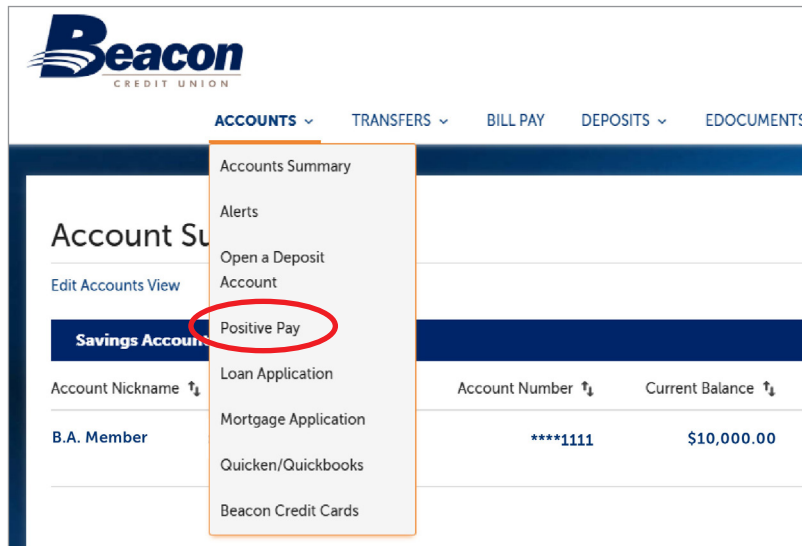 Beacon
CREDIT UNION
ACCOUNTS TRANSFERS BILL PAY DEPOSITS EDOCUMENTS
Accounts Summary
Alerts
Open a Deposit
Account
Positive Pay
Loan Application
Mortgage Application
Quicken/Quickbooks
Beacon Credit Cards
Account Su
Edit Accounts View
Savings Account
Account Nickname Account Number Current Balance
B.A. Member ****1111 $10,000.00